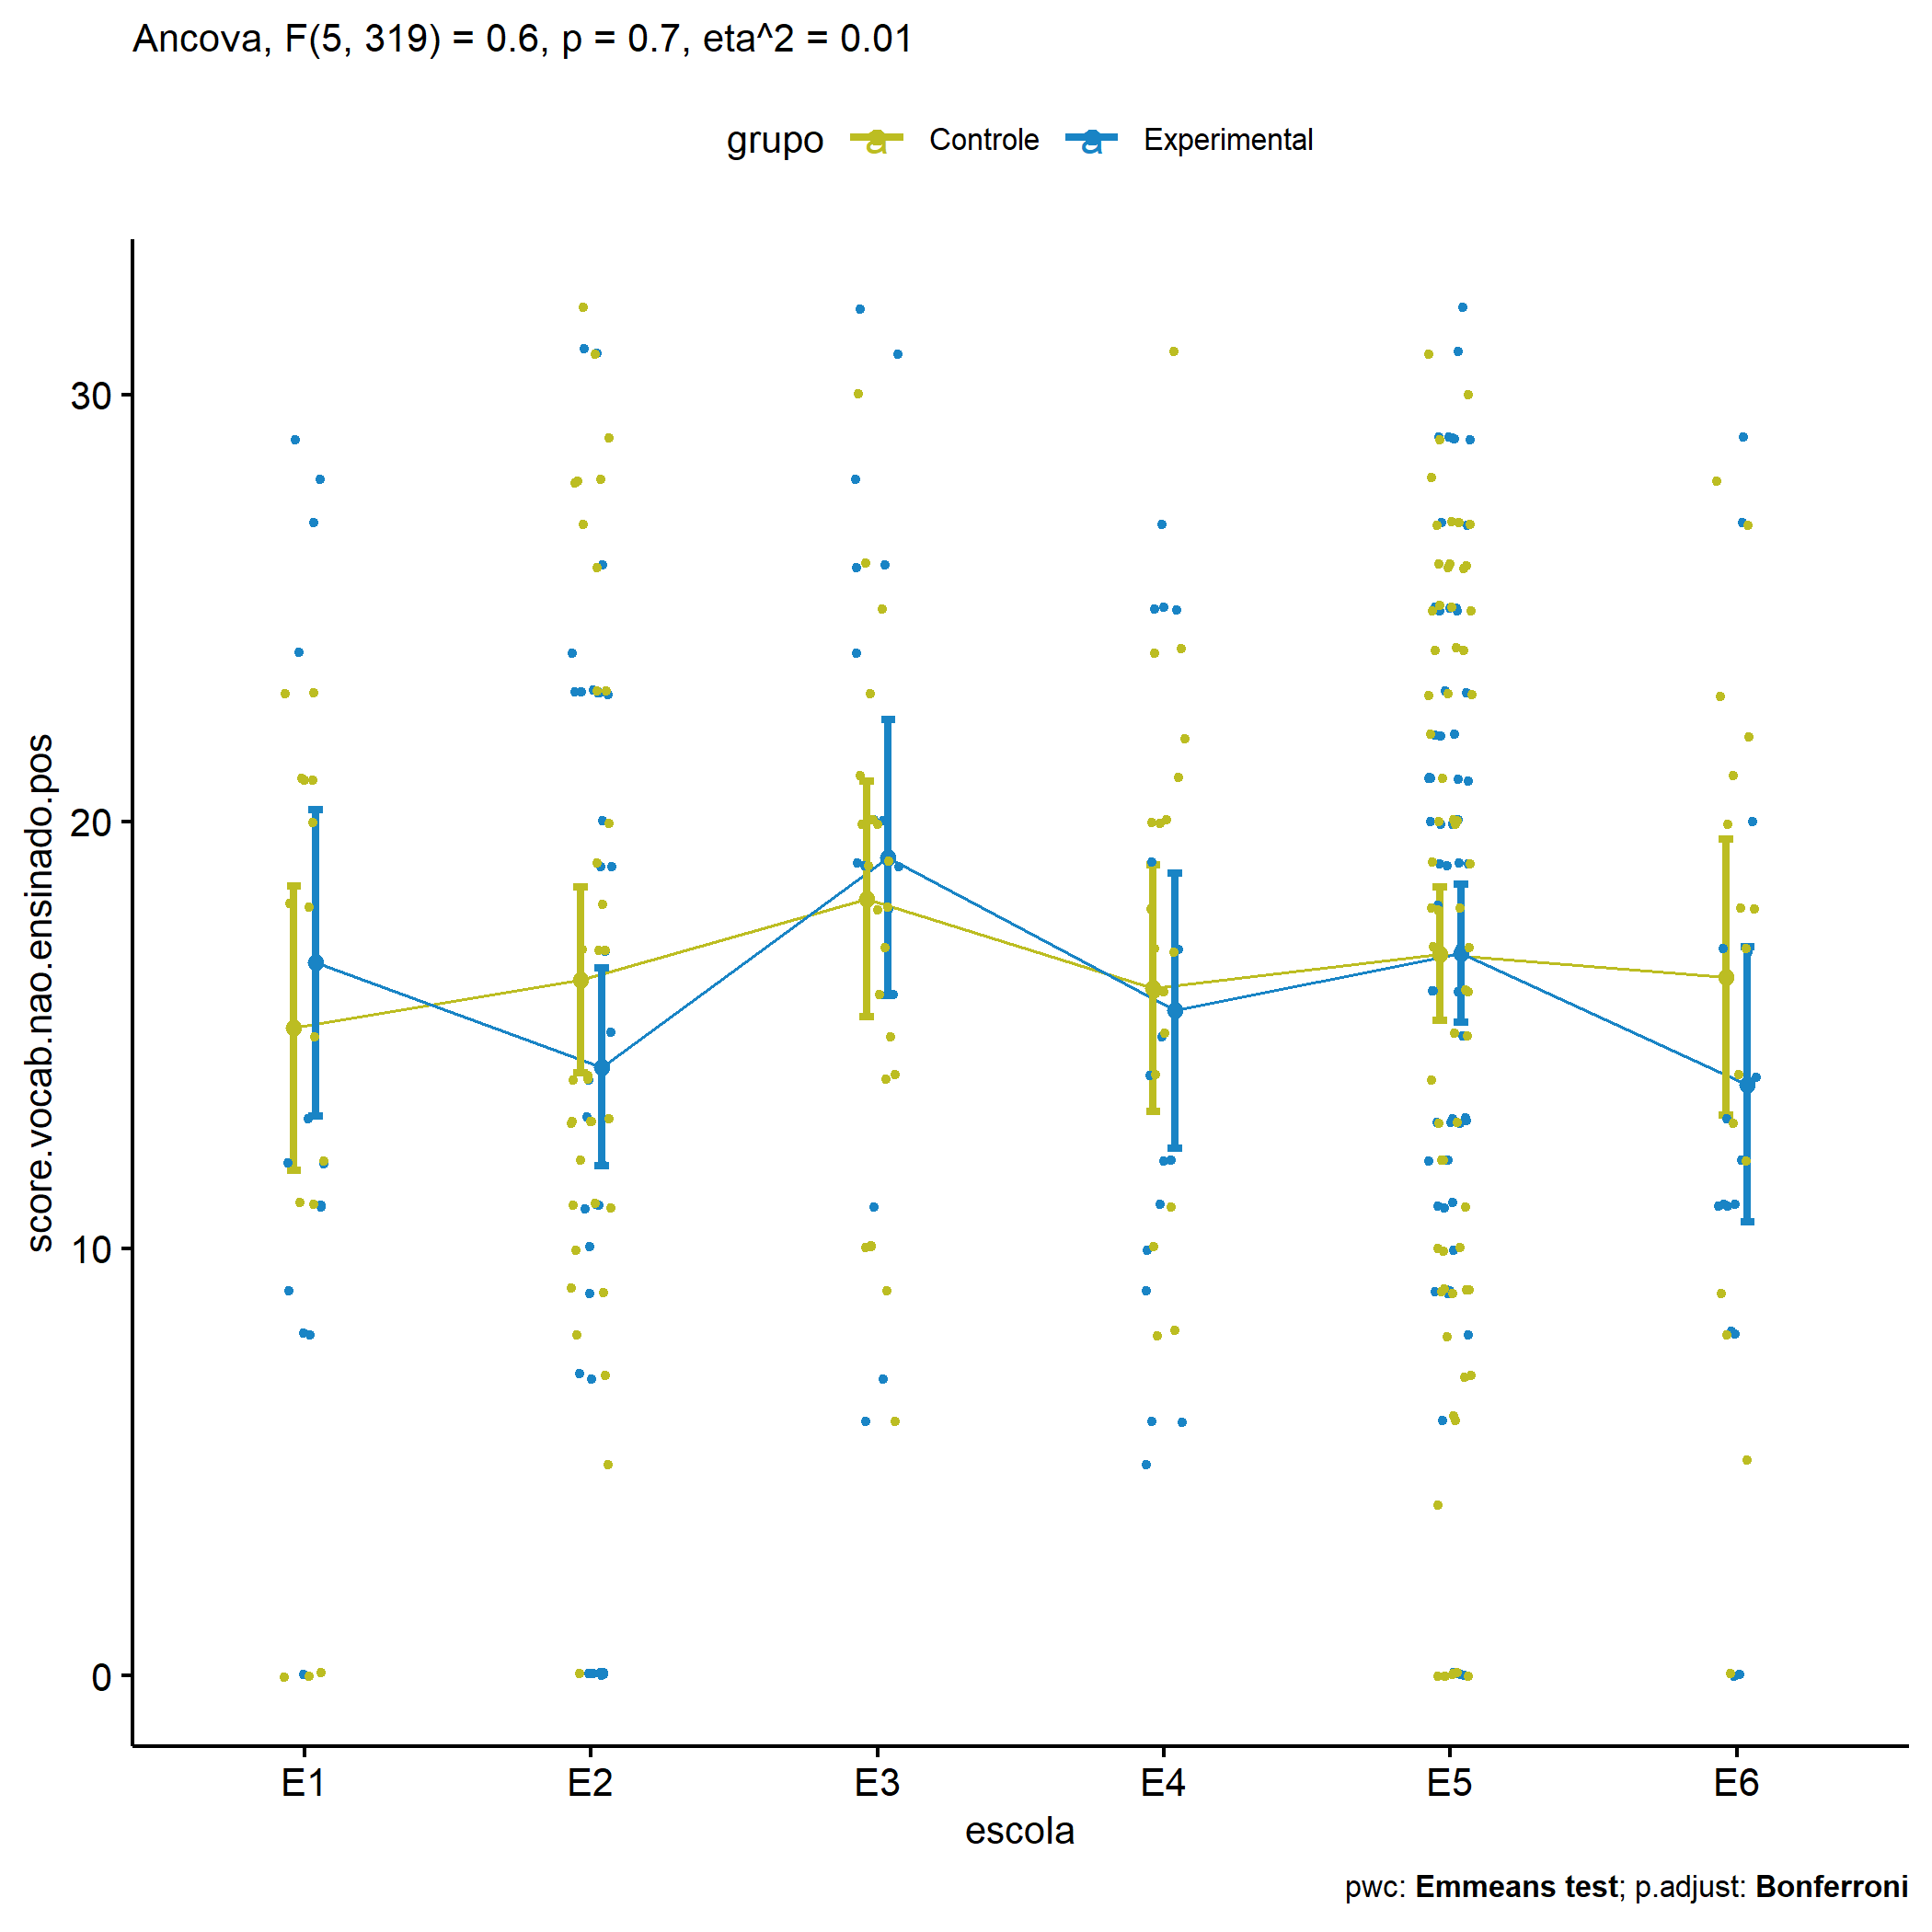 Ancova, F(5, 319) = 0.6, p = 0.7, eta^2 = 0.01
grupo a Controle a Experimental
score.vocab.nao.ensinado.pos
30
20
10
0
E1 E2 E3 E4 E5 E6
escola
pwc: Emmeans test; p.adjust: Bonferroni